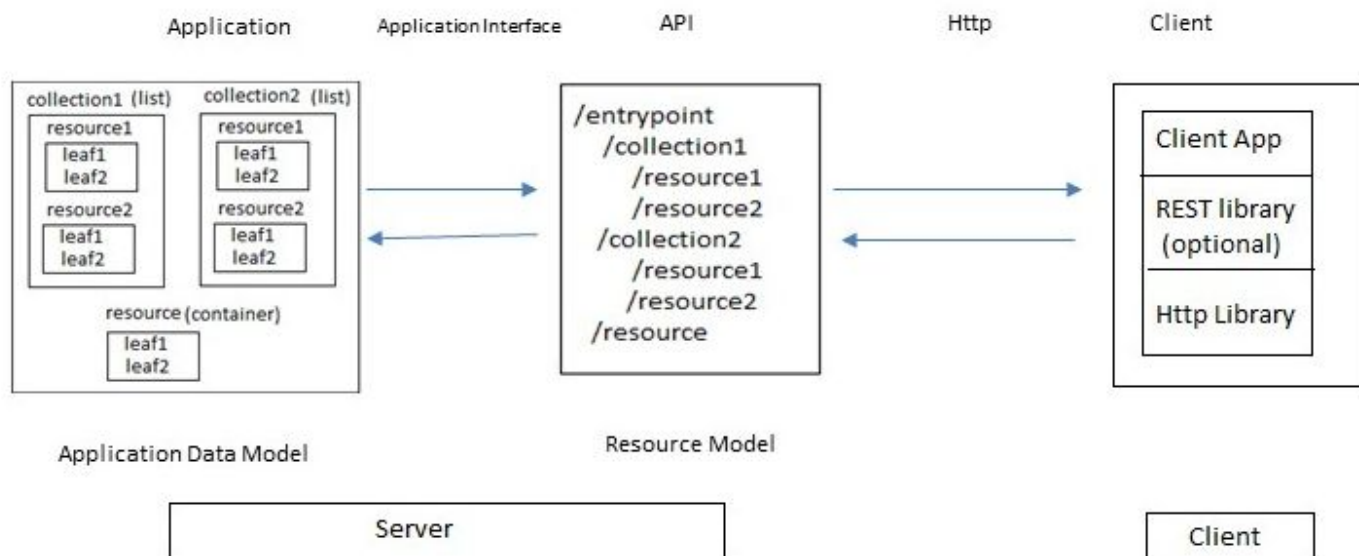 Application
Application Interface
API
Http
Client
collection1 (list)
resource1
leaf1
leaf2
resource2
leaf1
leaf2
collection2 (list)
resource1
leaf1
leaf2
resource2
leaf1
leaf2
resource (container)
leaf1
leaf2
/entrypoint
/collection1
/resource1
/resource2
/collection2
/resource1
/resource2
/resource
Client App
REST library
(optional)
Http Library
Application Data Model
Resource Model
Server
Client